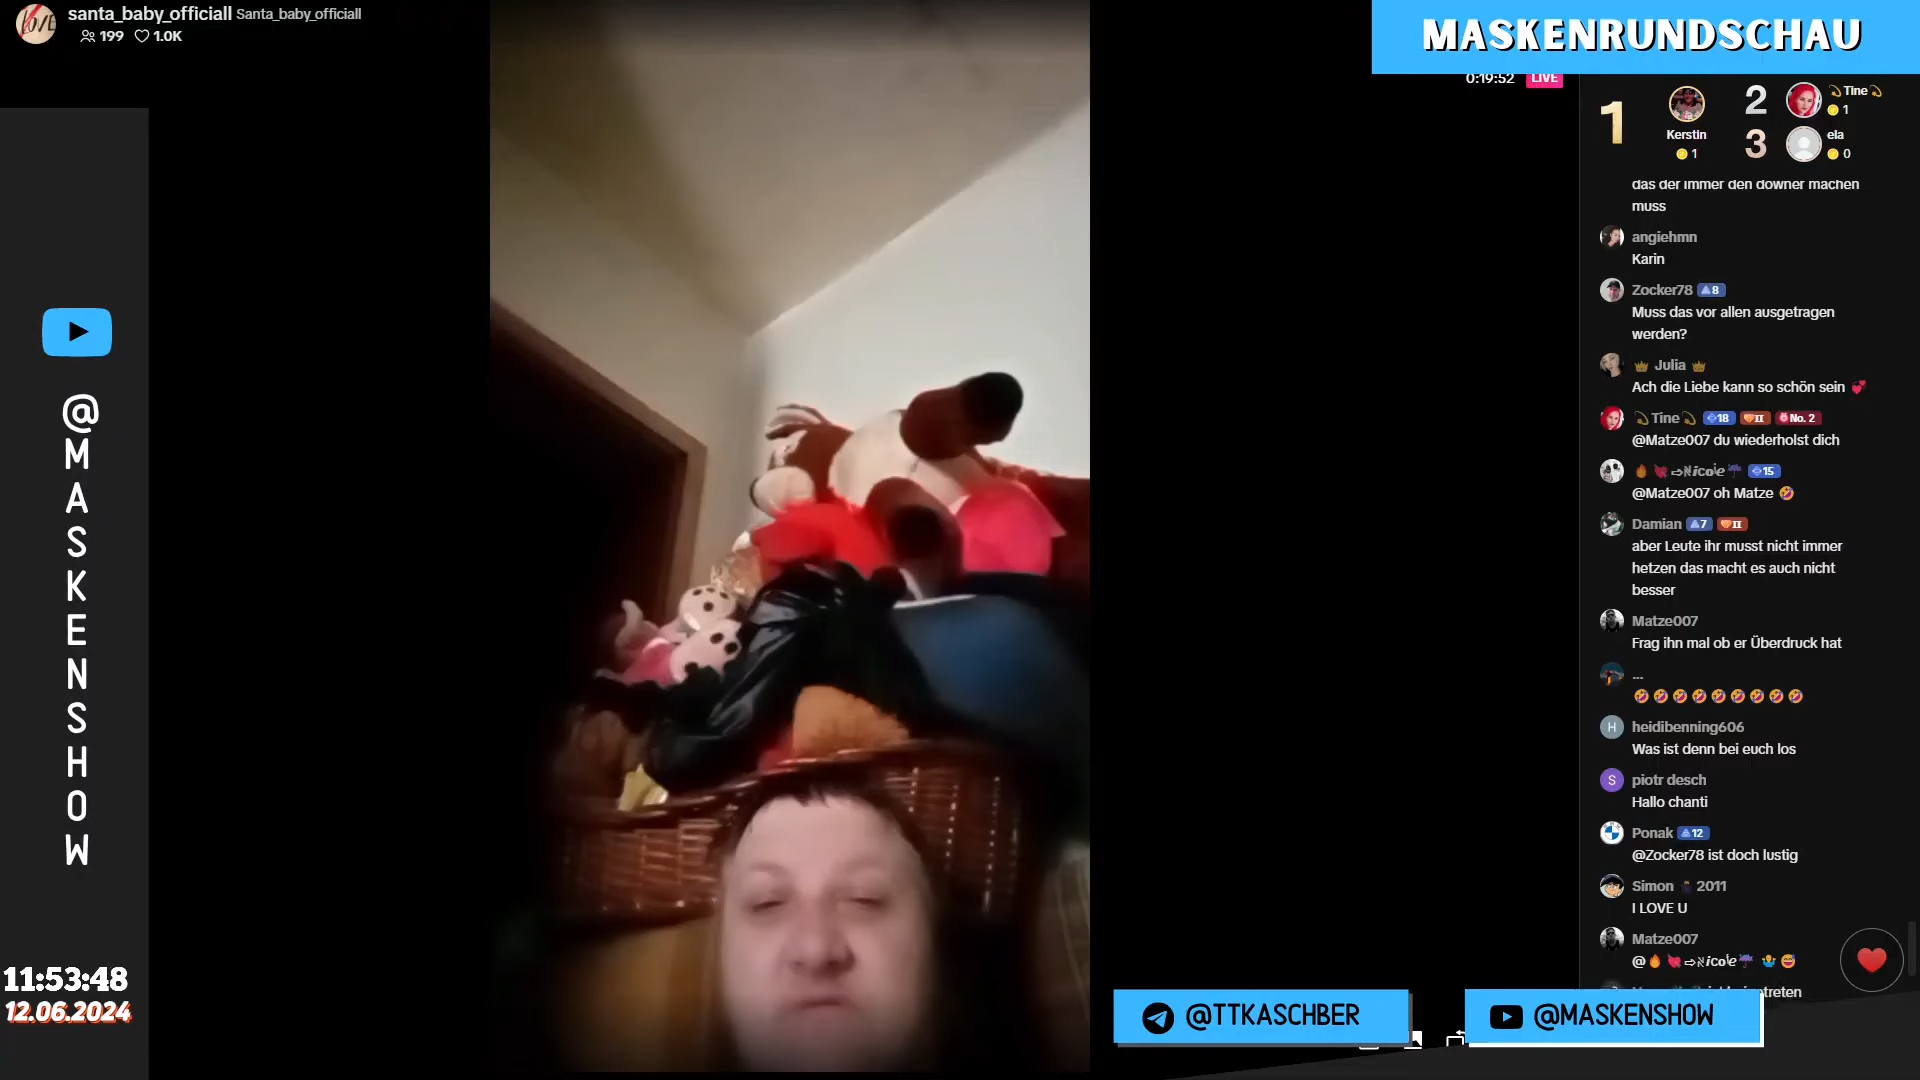 santa_baby_officiall Santa_baby_officiall
199 1.0K
MASKENRUNDSCHAU
0:19:52 LIVE
1
Kerstin
1
2
Tine
1
3
ela
0
das der immer den downer machen
muss
angiehmn
Karin
Zocker78 8
Muss das vor allen ausgetragen
werden?
Julia
Ach die Liebe kann so schön sein 💞
Tine 18 II No. 2
@Matze007 du wiederholst dich
Nicole 15
@Matze007 oh Matze 🤣
Damian 7 II
aber Leute ihr musst nicht immer
hetzen das macht es auch nicht
besser
Matze007
Frag ihn mal ob er Überdruck hat
...
🤣🤣🤣🤣🤣🤣🤣🤣🤣
H heidibenning606
Was ist denn bei euch los
S piotr desch
Hallo chanti
Ponak 12
@Zocker78 ist doch lustig
Simon 2011
I LOVE U
Matze007
@🔥💘⇨Nicole☂ 🤷‍♂️😅
treten
@MASKENSHOW
11:53:48
12.06.2024
@TTKASCHBER
@MASKENSHOW